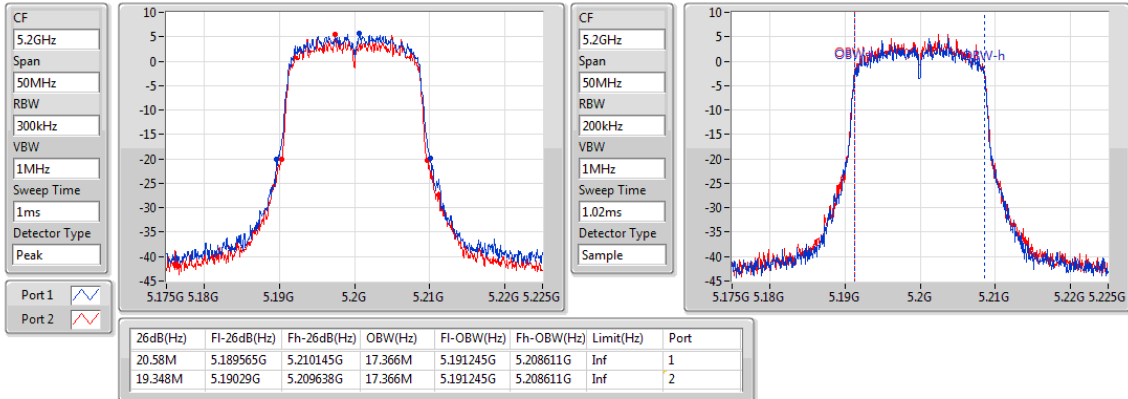 CF
5.2GHz
Span
50MHz
RBW
300kHz
VBW
1MHz
Sweep Time
1ms
Detector Type
Peak
Port 1
Port 2
10
5
0
-5
-10
-15
-20
-25
-30
-35
-40
-45
5.175G 5.18G 5.19G 5.2G 5.21G 5.22G 5.225G
CF
5.2GHz
Span
50MHz
RBW
200kHz
VBW
1MHz
Sweep Time
1.02ms
Detector Type
Sample
10
5
0
-5
-10
-15
-20
-25
-30
-35
-40
-45
OBW-h
5.175G 5.18G 5.19G 5.2G 5.21G 5.22G 5.225G
26dB(Hz) Fl-26dB(Hz) Fh-26dB(Hz) OBW(Hz) Fl-OBW(Hz) Fh-OBW(Hz) Limit(Hz) Port
20.58M 5.189565G 5.210145G 17.366M 5.191245G 5.208611G Inf 1
19.348M 5.19029G 5.209638G 17.366M 5.191245G 5.208611G Inf 2